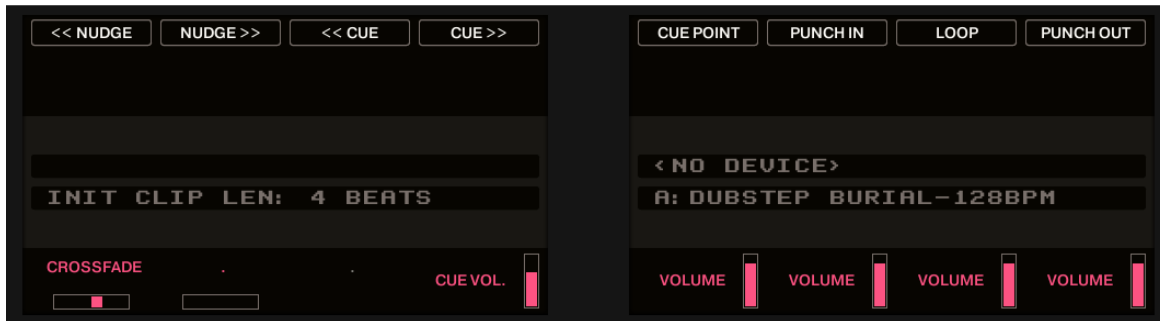 << NUDGE NUDGE >> << CUE CUE >>
CUE POINT PUNCH IN LOOP PUNCH OUT
<NO DEVICE>
INIT CLIP LEN: 4 BEATS
A: DUBSTEP BURIAL-128BPM
CROSSFADE . . CUE VOL.
VOLUME VOLUME VOLUME VOLUME